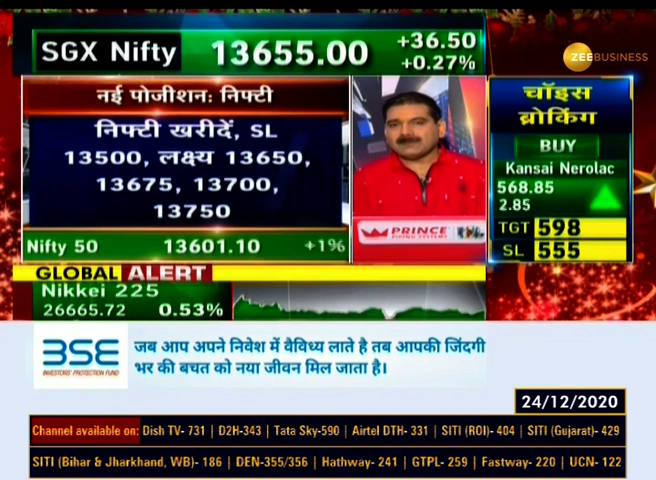 SGX Nifty 13655.00 +36.50
+0.27%
ZEEBUSINESS
नई पोजीशन: निफ्टी
निफ्टी खरीदें, SL
13500, लक्ष्य 13650,
13675, 13700,
13750
Nifty 50 13601.10 +1%
PRINCE
PIPING SYSTEMS
चॉइस
ब्रोकिंग
BUY
Kansai Nerolac
568.85
2.85
TGT 598
SL 555
GLOBAL ALERT
Nikkei 225
26665.72 0.53%
BSE
INVESTORS' PROTECTION FUND
जब आप अपने निवेश में वैविध्य लाते है तब आपकी जिंदगी
भर की बचत को नया जीवन मिल जाता है।
24/12/2020
Channel available on: Dish TV- 731 | D2H-343 | Tata Sky-590 | Airtel DTH- 331 | SITI (ROI)- 404 | SITI (Gujarat)- 429
SITI (Bihar & Jharkhand, WB)- 186 | DEN-355/356 | Hathway- 241 | GTPL- 259 | Fastway- 220 | UCN- 122